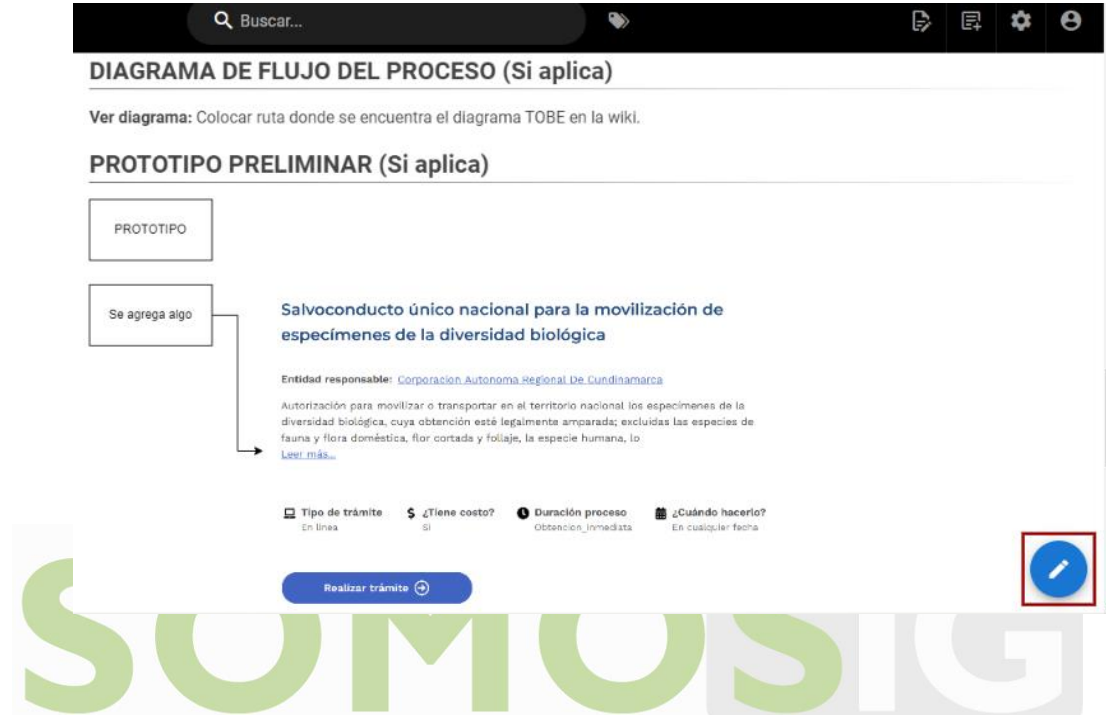 Buscar...
DIAGRAMA DE FLUJO DEL PROCESO (Si aplica)
Ver diagrama: Colocar ruta donde se encuentra el diagrama TOBE en la wiki.
PROTOTIPO PRELIMINAR (Si aplica)
PROTOTIPO
Se agrega algo
Salvoconducto único nacional para la movilización de
especímenes de la diversidad biológica
Entidad responsable: Corporacion Autonoma Regional De Cundinamarca
Autorización para movilizar o transportar en el territorio nacional los especímenes de la
diversidad biológica, cuya obtención esté legalmente amparada; excluidas las especies de
fauna y flora doméstica, flor cortada y follaje, la especie humana, lo
Leer más...
Tipo de trámite $ ¿Tiene costo? Duración proceso ¿Cuándo hacerlo?
En línea Si Obtencion_Inmediata En cualquier fecha
Realizar trámite
SOMOSIG